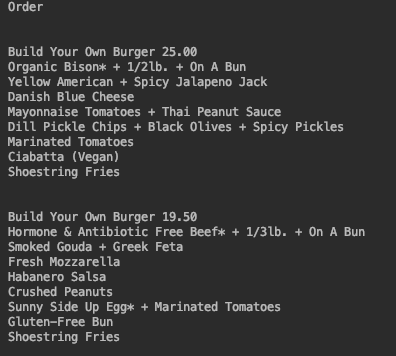 Order
Build Your Own Burger 25.00
Organic Bison* + 1/2lb. + On A Bun
Yellow American + Spicy Jalapeno Jack
Danish Blue Cheese
Mayonnaise Tomatoes + Thai Peanut Sauce
Dill Pickle Chips + Black Olives + Spicy Pickles
Marinated Tomatoes
Ciabatta (Vegan)
Shoestring Fries
Build Your Own Burger 19.50
Hormone & Antibiotic Free Beef* + 1/3lb. + On A Bun
Smoked Gouda + Greek Feta
Fresh Mozzarella
Habanero Salsa
Crushed Peanuts
Sunny Side Up Egg* + Marinated Tomatoes
Gluten-Free Bun
Shoestring Fries